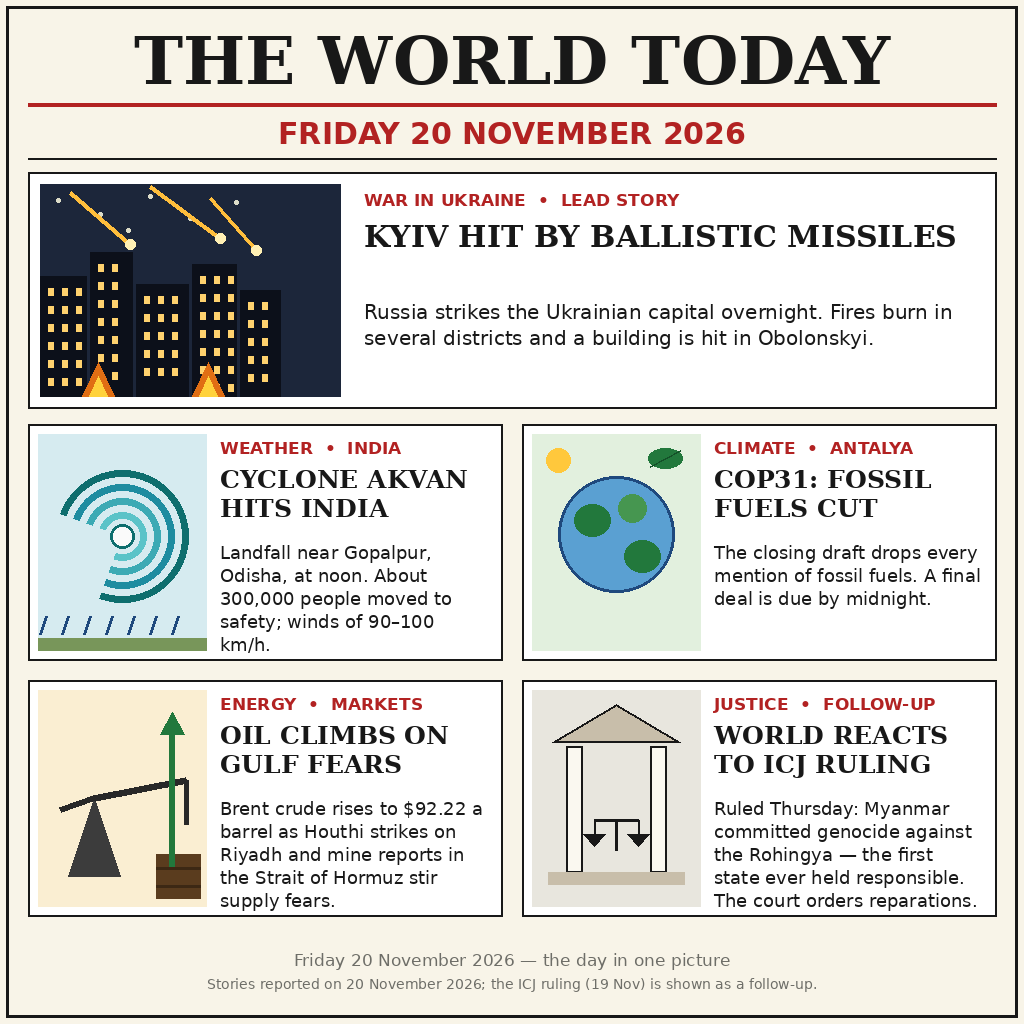 THE WORLD TODAY
FRIDAY 20 NOVEMBER 2026
WAR IN UKRAINE • LEAD STORY
KYIV HIT BY BALLISTIC MISSILES
Russia strikes the Ukrainian capital overnight. Fires burn in
several districts and a building is hit in Obolonskyi.
WEATHER • INDIA
CYCLONE AKVAN
HITS INDIA
Landfall near Gopalpur,
Odisha, at noon. About
300,000 people moved to
safety; winds of 90–100
km/h.
CLIMATE • ANTALYA
COP31: FOSSIL
FUELS CUT
The closing draft drops every
mention of fossil fuels. A final
deal is due by midnight.
ENERGY • MARKETS
OIL CLIMBS ON
GULF FEARS
Brent crude rises to $92.22 a
barrel as Houthi strikes on
Riyadh and mine reports in
the Strait of Hormuz stir
supply fears.
JUSTICE • FOLLOW-UP
WORLD REACTS
TO ICJ RULING
Ruled Thursday: Myanmar
committed genocide against
the Rohingya — the first
state ever held responsible.
The court orders reparations.
Friday 20 November 2026 — the day in one picture
Stories reported on 20 November 2026; the ICJ ruling (19 Nov) is shown as a follow-up.